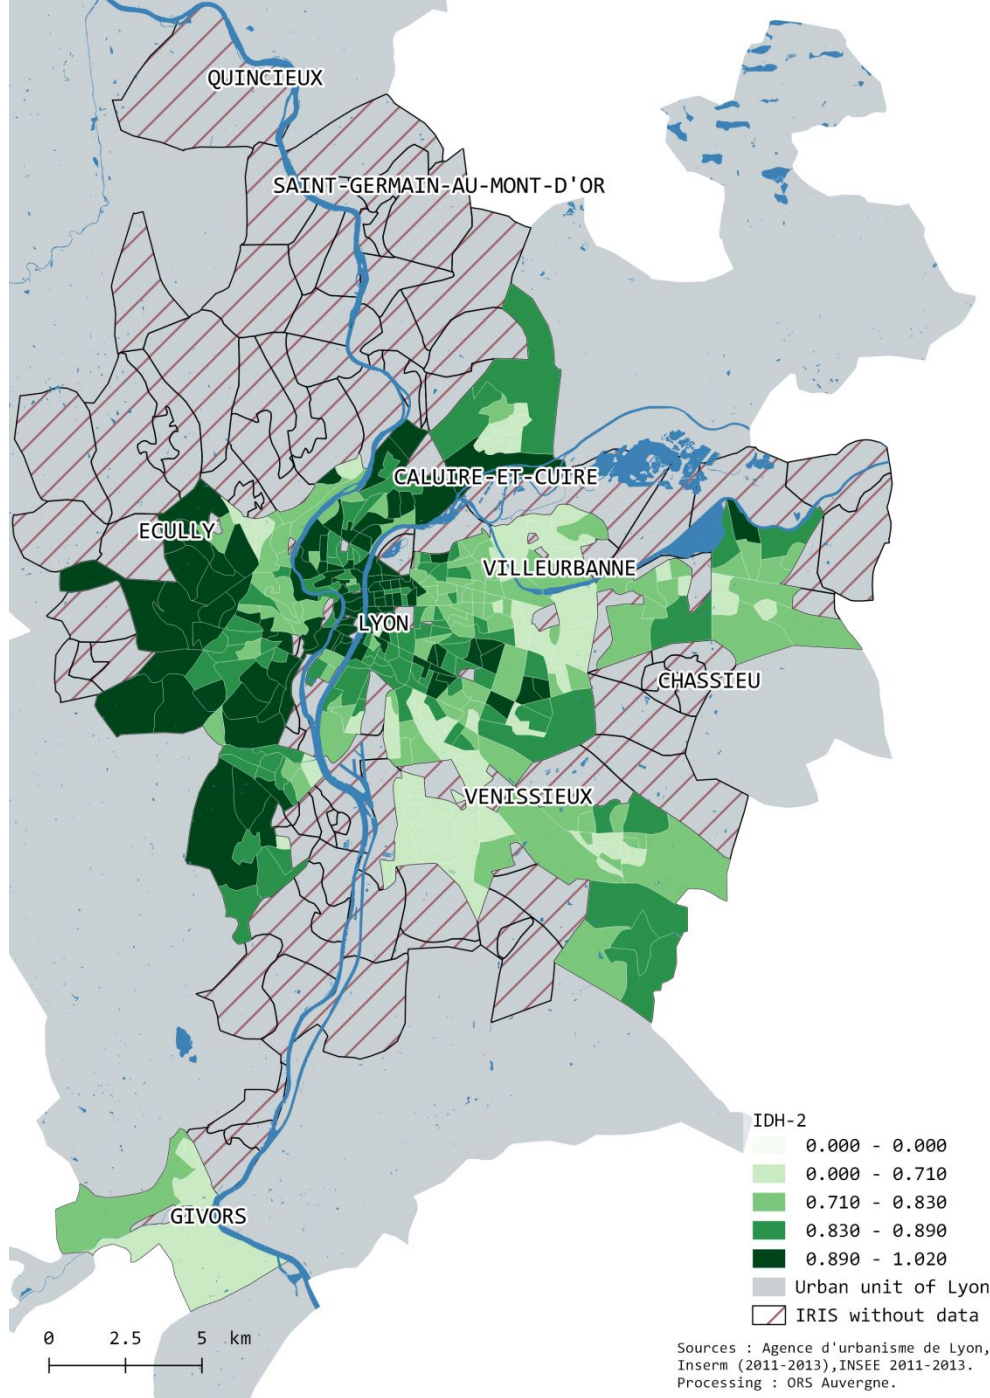 QUINCIEUX
SAINT-GERMAIN-AU-MONT-D'OR
CALUIRE-ET-CUIRE
ECULLY
VILLEURBANNE
LYON
CHASSIEU
VENISSIEUX
GIVORS
IDH-2
0.000 - 0.000
0.000 - 0.710
0.710 - 0.830
0.830 - 0.890
0.890 - 1.020
Urban unit of Lyon
IRIS without data
0 2.5 5 km
Sources : Agence d'urbanisme de Lyon,
Inserm (2011-2013),INSEE 2011-2013.
Processing : ORS Auvergne.